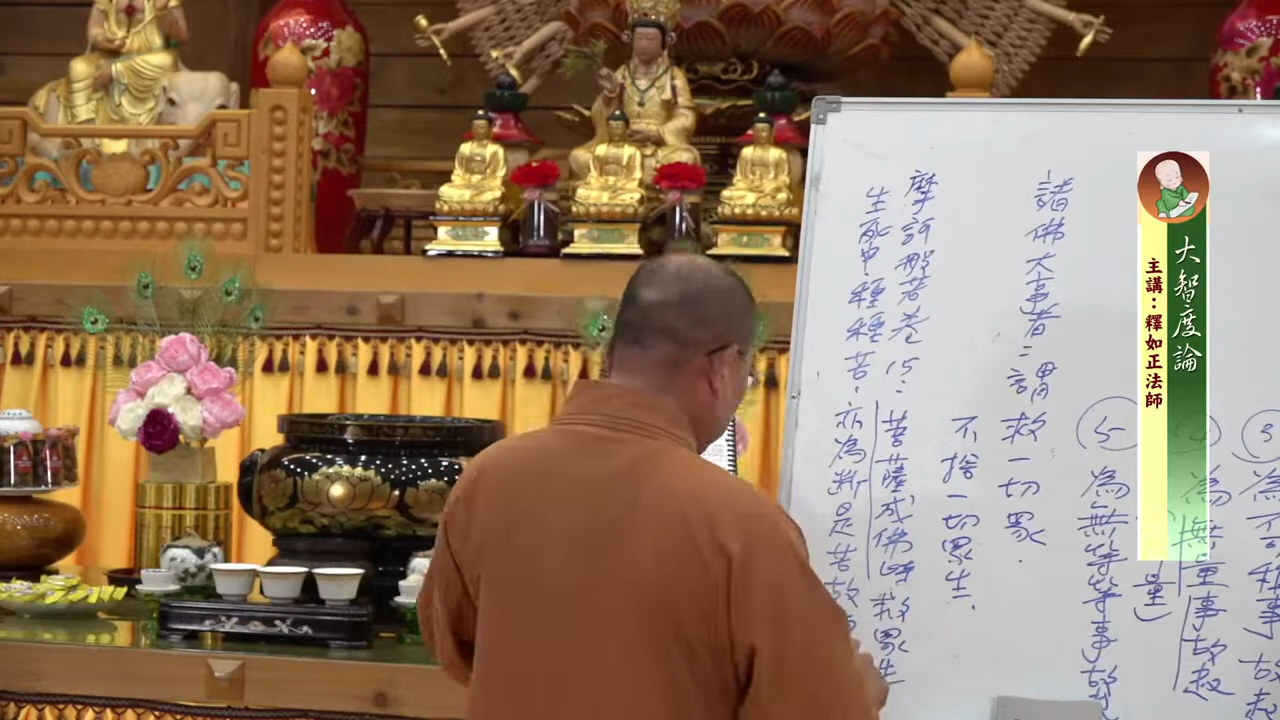 ③ 為不可稱事故起
④ 為無量事故起
⑤ 為無等等事故
(量)
諸佛大事者：謂救一切眾.
不捨一切眾生.
摩訶般若卷15：菩薩成佛時，救眾生
生死中種種苦；亦為斷是苦故
大智度論
主講：釋如正法師